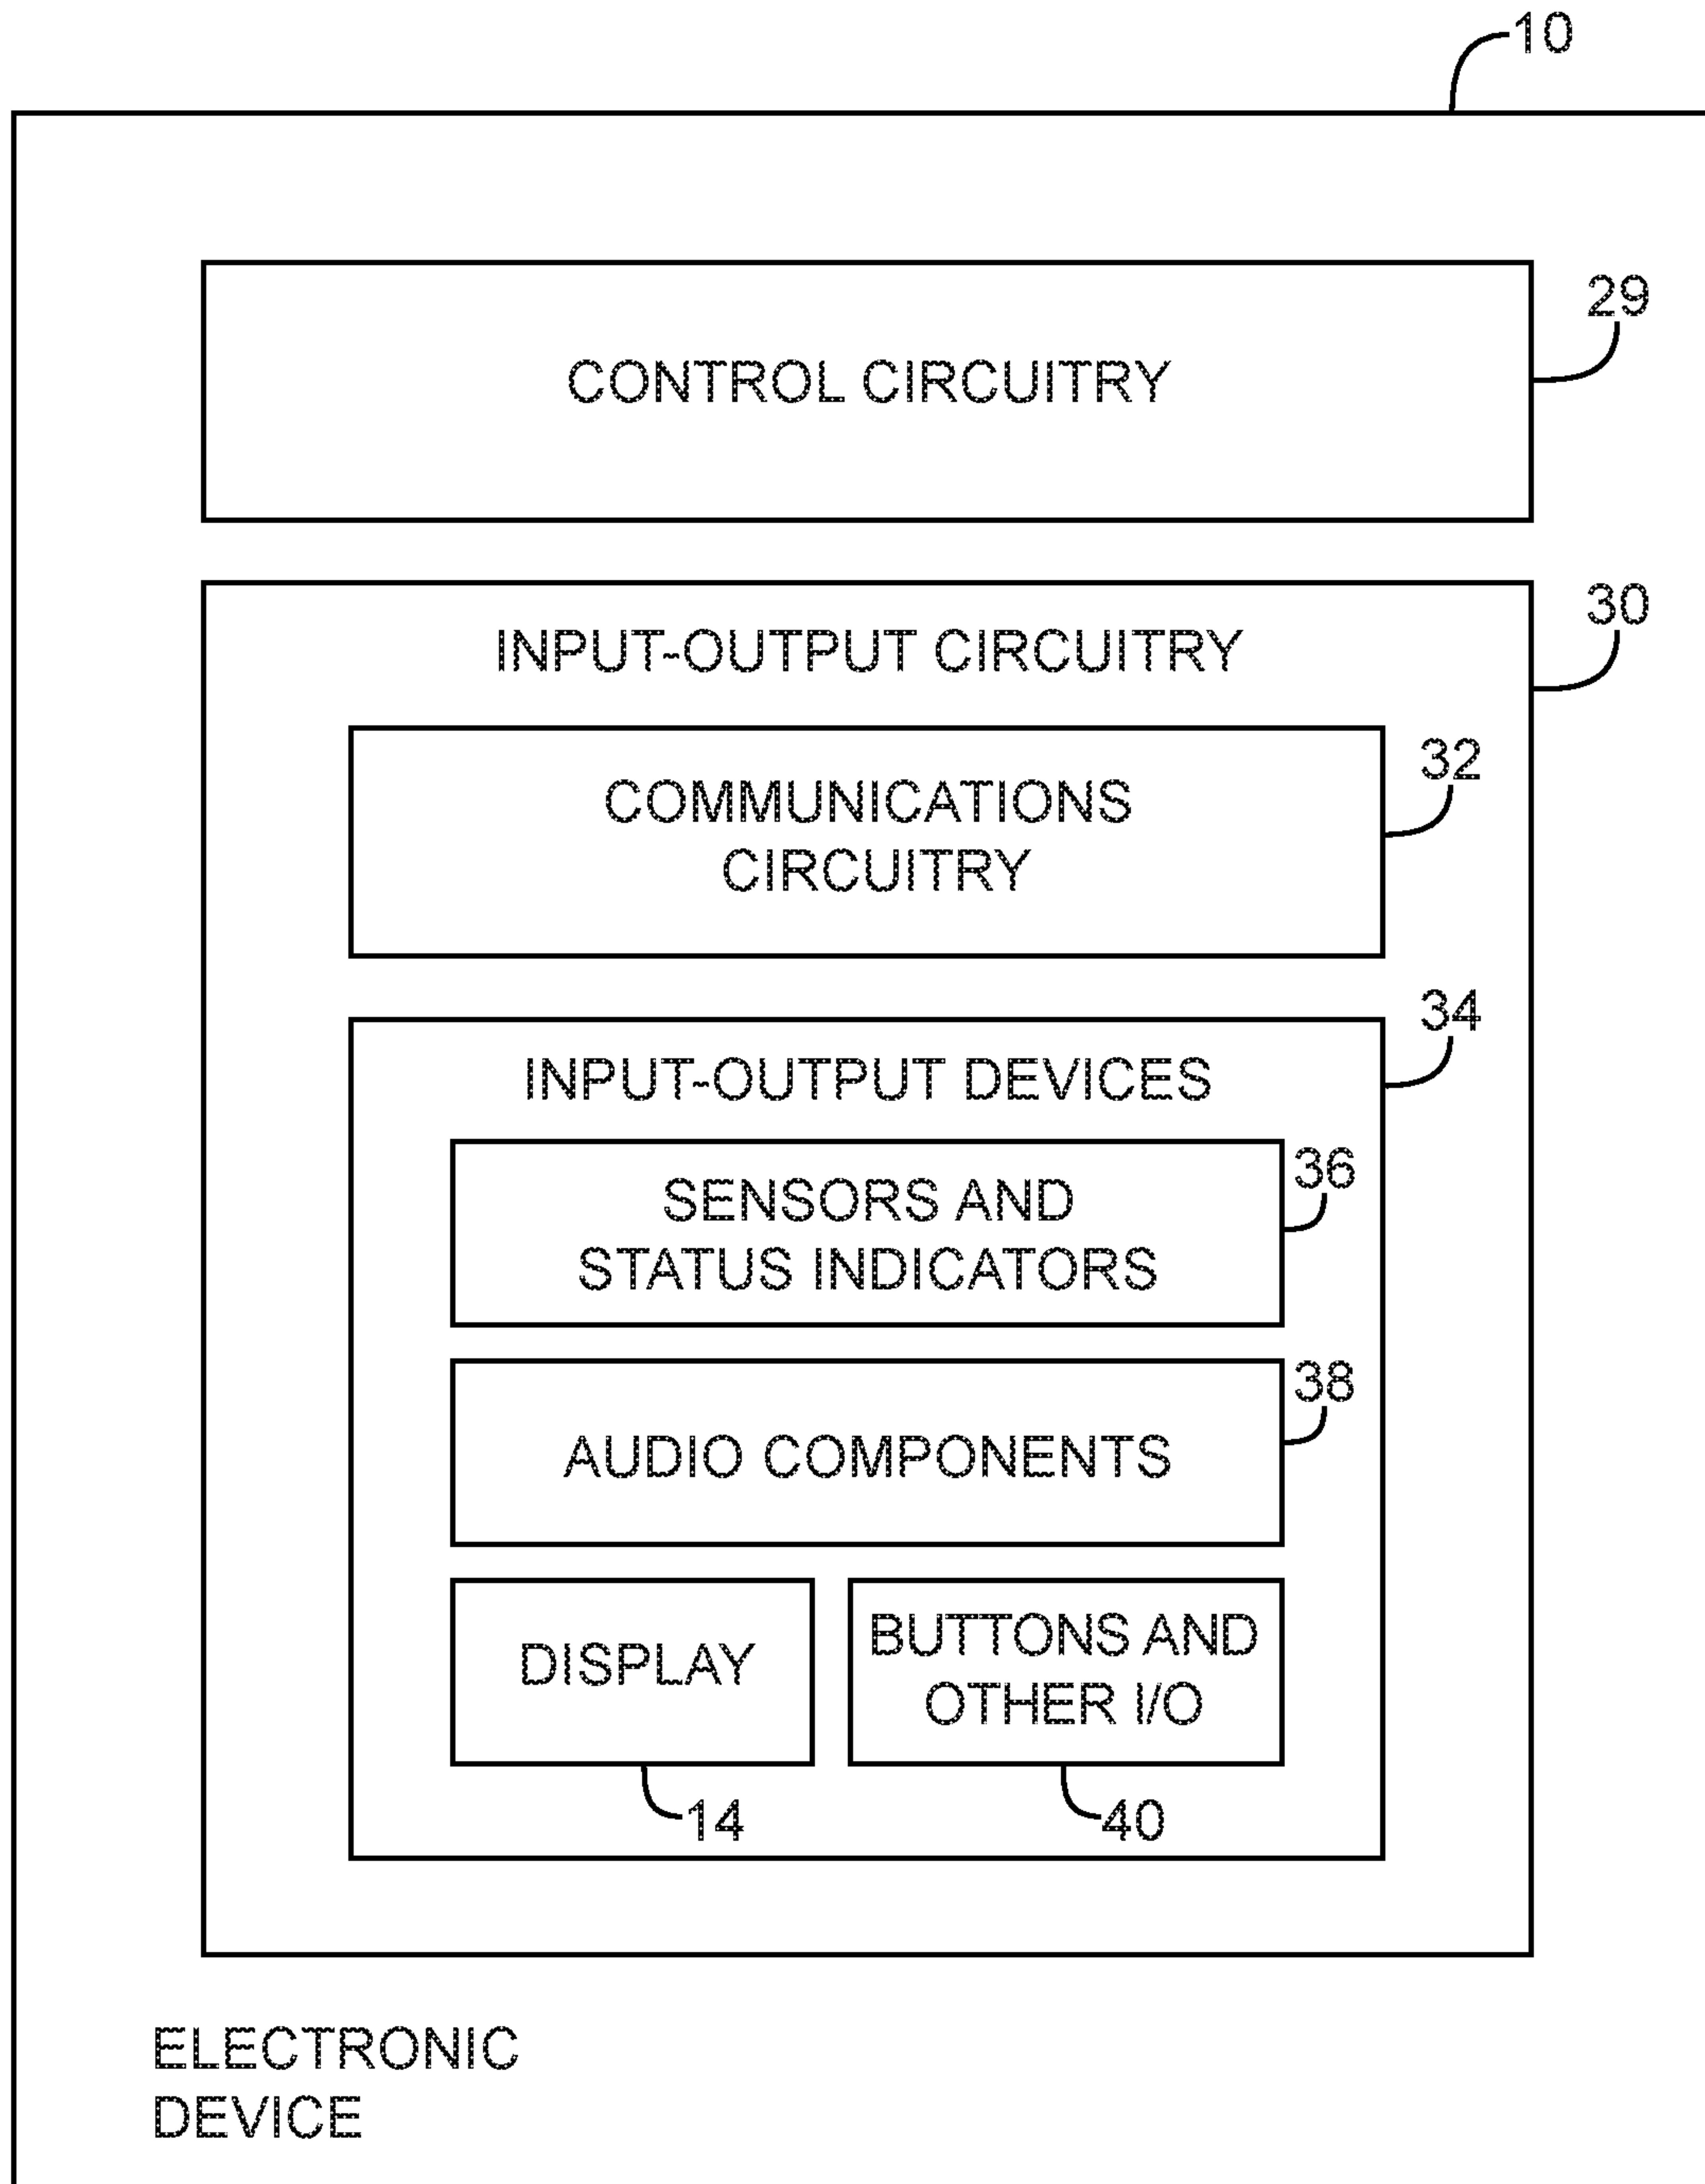 10
29
CONTROL CIRCUITRY
30
INPUT-OUTPUT CIRCUITRY
32
COMMUNICATIONS
CIRCUITRY
34
INPUT-OUTPUT DEVICES
36
SENSORS AND
STATUS INDICATORS
38
AUDIO COMPONENTS
DISPLAY
BUTTONS AND
OTHER I/O
14
40
ELECTRONIC
DEVICE